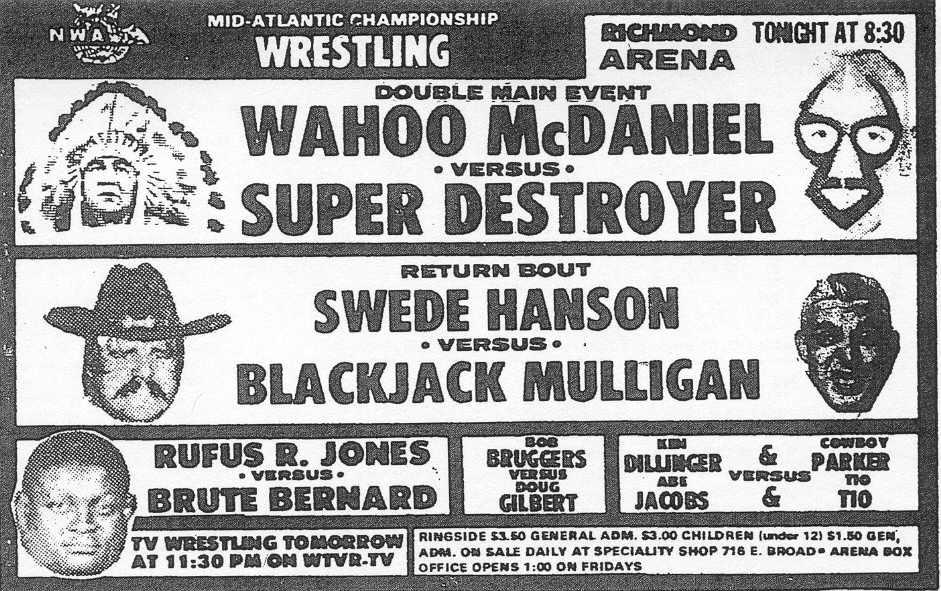 NWA
MID-ATLANTIC CHAMPIONSHIP
WRESTLING
RICHMOND
ARENA
TONIGHT AT 8:30
DOUBLE MAIN EVENT
WAHOO McDANIEL
• VERSUS •
SUPER DESTROYER
RETURN BOUT
SWEDE HANSON
• VERSUS •
BLACKJACK MULLIGAN
RUFUS R. JONES
• VERSUS •
BRUTE BERNARD
BOB
BRUGGERS
VERSUS
DOUG
GILBERT
KEN
DILLINGER & COWBOY PARKER
VERSUS
ABE
JACOBS & TIO TIO
TV WRESTLING TOMORROW
AT 11:30 PM ON WTVR-TV
RINGSIDE $3.50 GENERAL ADM. $3.00 CHILDREN (under 12) $1.50 GEN,
ADM. ON SALE DAILY AT SPECIALITY SHOP 716 E. BROAD• ARENA BOX
OFFICE OPENS 1:00 ON FRIDAYS